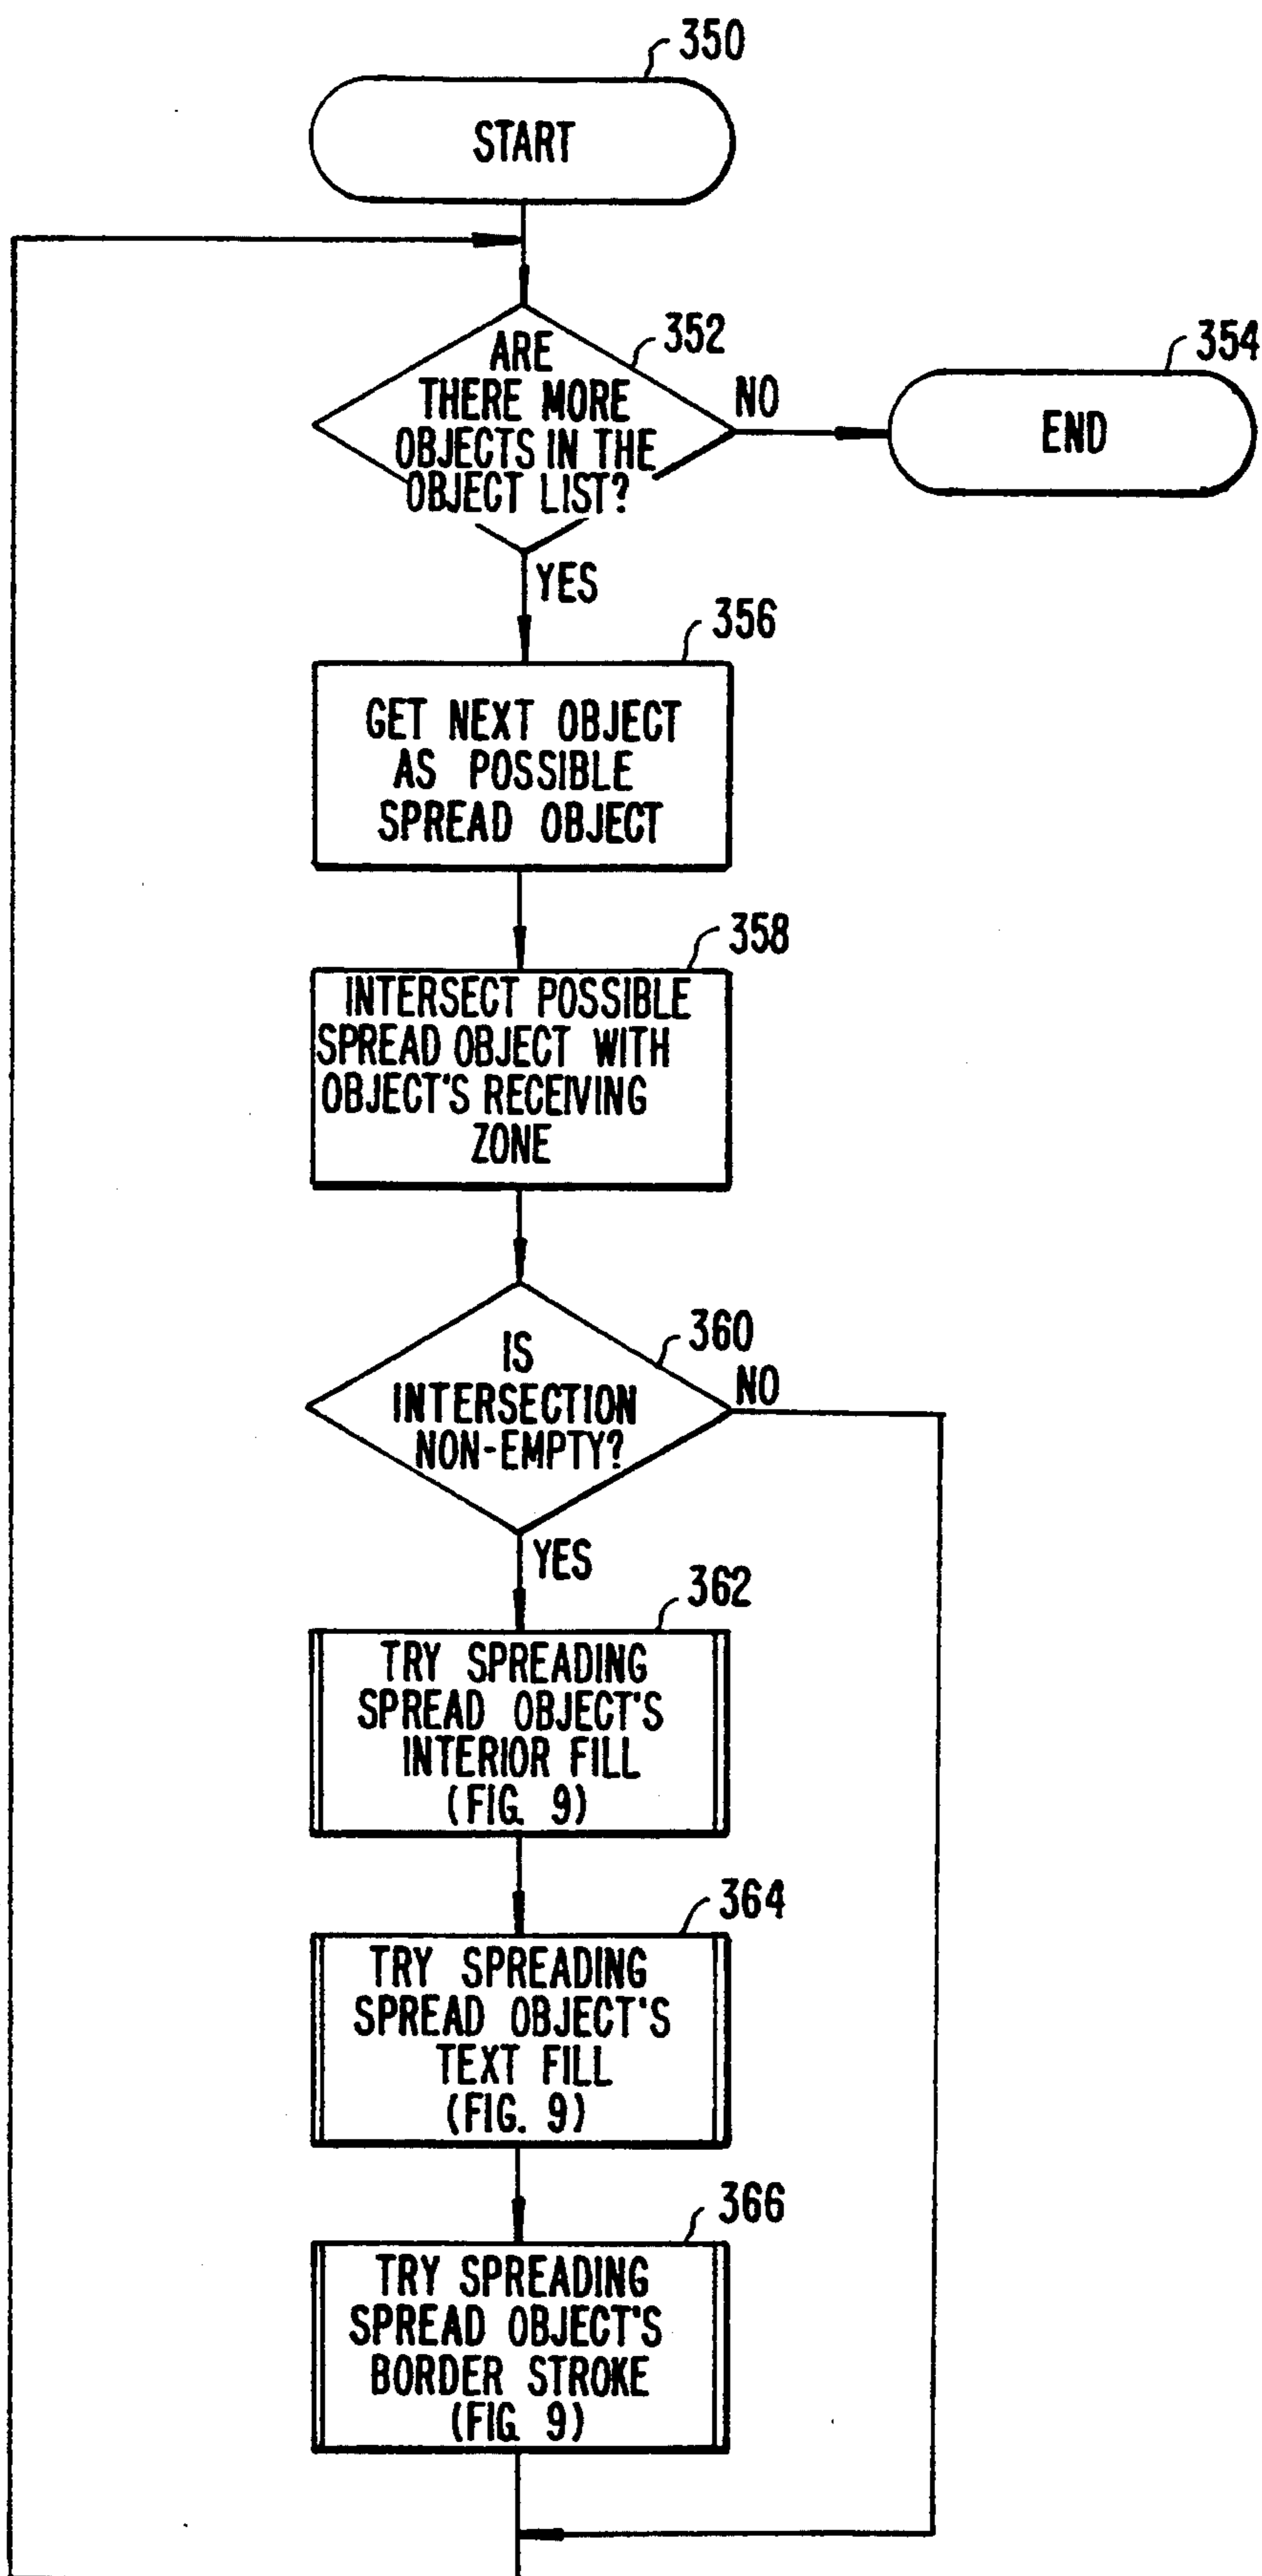 350
START
352
ARE
THERE MORE
OBJECTS IN THE
OBJECT LIST?
NO
354
END
YES
356
GET NEXT OBJECT
AS POSSIBLE
SPREAD OBJECT
358
INTERSECT POSSIBLE
SPREAD OBJECT WITH
OBJECT'S RECEIVING
ZONE
360
IS
INTERSECTION
NON-EMPTY?
NO
YES
362
TRY SPREADING
SPREAD OBJECT'S
INTERIOR FILL
(FIG. 9)
364
TRY SPREADING
SPREAD OBJECT'S
TEXT FILL
(FIG. 9)
366
TRY SPREADING
SPREAD OBJECT'S
BORDER STROKE
(FIG. 9)